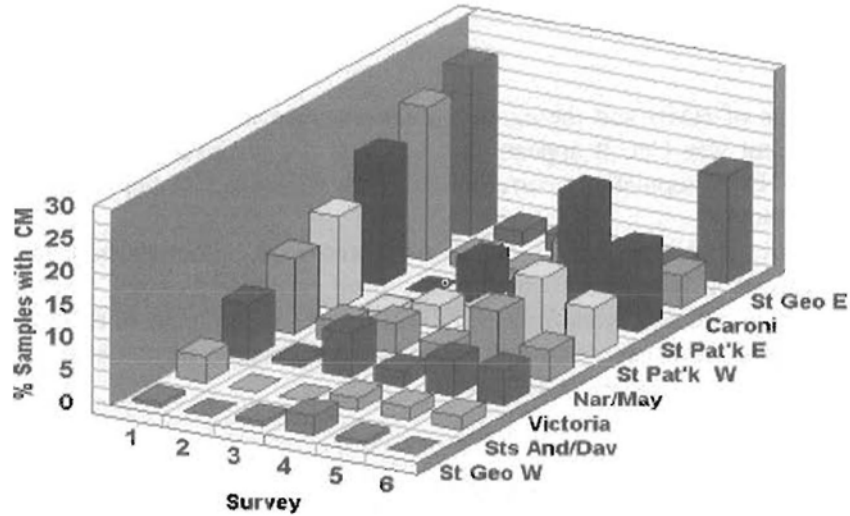 % Samples with CM
30
25
20
15
10
5
0
1
2
3
4
5
6
Survey
St Geo E
Caroni
St Pat'k E
St Pat'k W
Nar/May
Victoria
Sts And/Dav
St Geo W